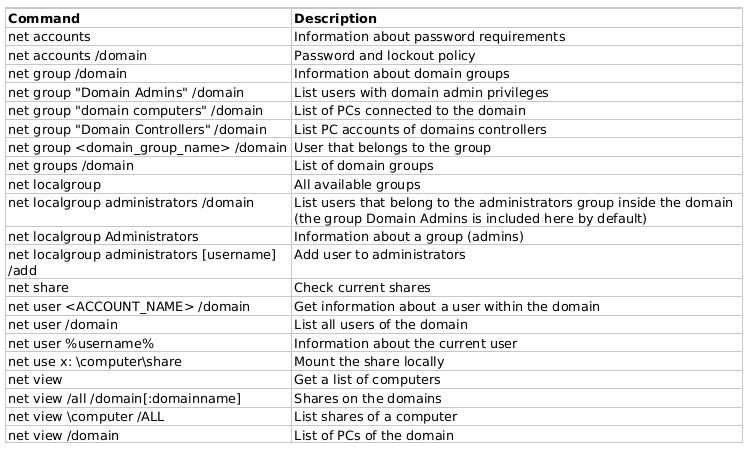 Command Description
net accounts Information about password requirements
net accounts /domain Password and lockout policy
net group /domain Information about domain groups
net group "Domain Admins" /domain List users with domain admin privileges
net group "domain computers" /domain List of PCs connected to the domain
net group "Domain Controllers" /domain List PC accounts of domains controllers
net group <domain_group_name> /domain User that belongs to the group
net groups /domain List of domain groups
net localgroup All available groups
net localgroup administrators /domain List users that belong to the administrators group inside the domain
(the group Domain Admins is included here by default)
net localgroup Administrators Information about a group (admins)
net localgroup administrators [username] Add user to administrators
/add
net share Check current shares
net user <ACCOUNT_NAME> /domain Get information about a user within the domain
net user /domain List all users of the domain
net user %username% Information about the current user
net use x: \computer\share Mount the share locally
net view Get a list of computers
net view /all /domain[:domainname] Shares on the domains
net view \computer /ALL List shares of a computer
net view /domain List of PCs of the domain